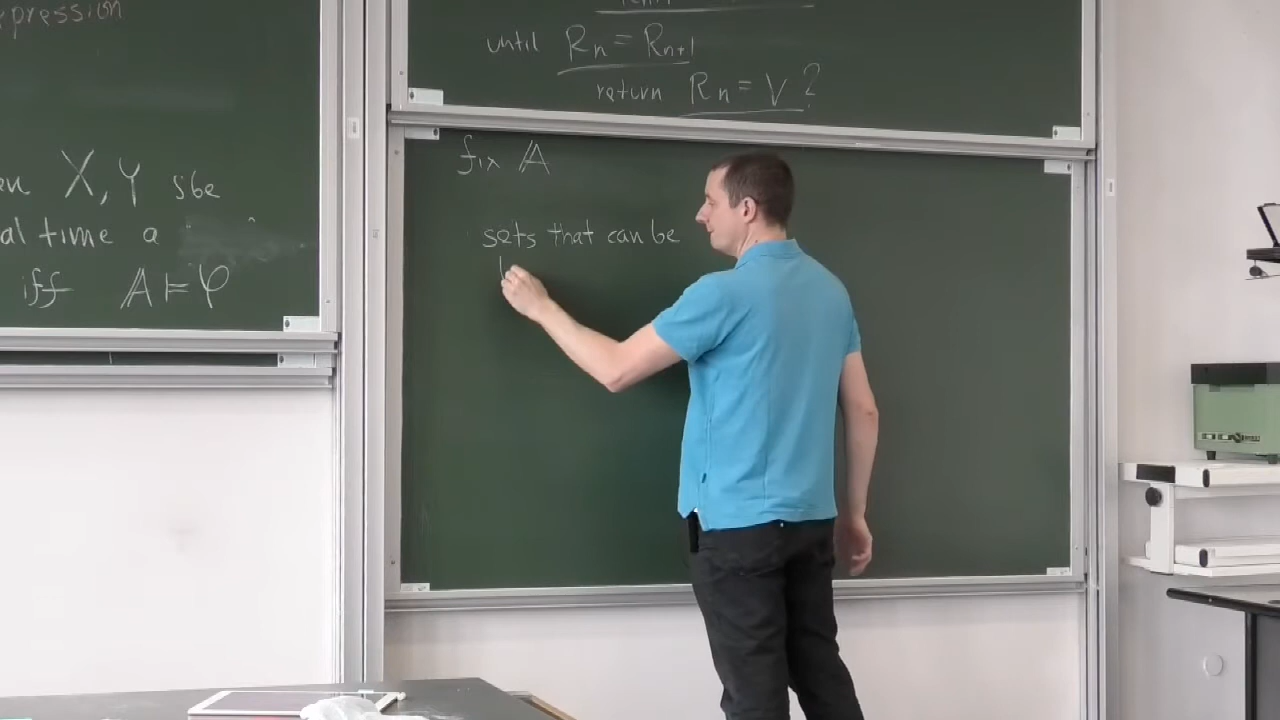 pression
X, Y sbe
al time a
iff 𝔸 ⊨ φ
until Rn = Rn+1
return Rn = V ?
fix 𝔸
sets that can be